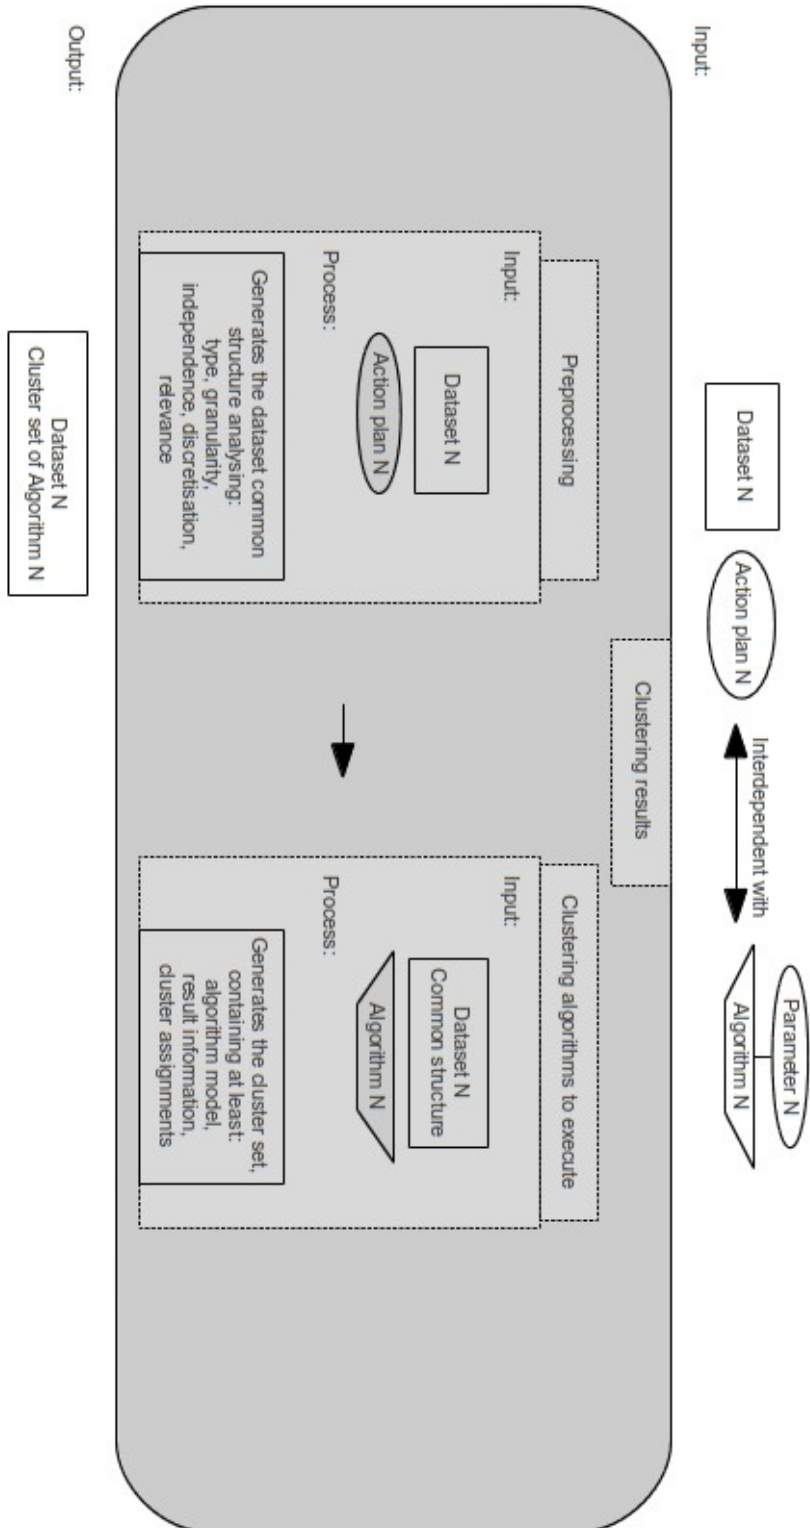 Input:
Dataset N
Action plan N
Interdependent with
Parameter N
Algorithm N
Clustering results
Preprocessing
Input:
Dataset N
Action plan N
Process:
Generates the dataset common
structure analysing:
type, granularity,
independence, discretisation,
relevance
Clustering algorithms to execute
Input:
Dataset N
Common structure
Algorithm N
Process:
Generates the cluster set,
containing at least:
algorithm model,
result information,
cluster assignments
Output:
Dataset N
Cluster set of Algorithm N